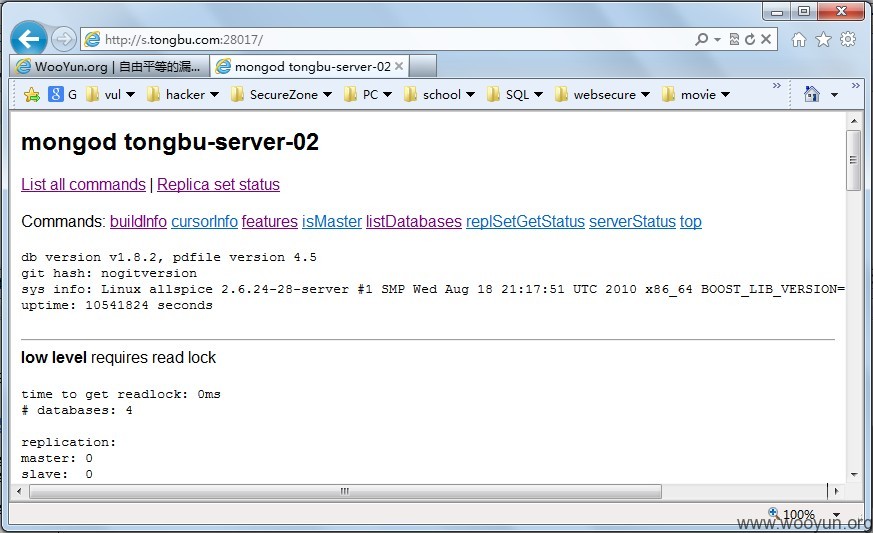 http://s.tongbu.com:28017/
WooYun.org | 自由平等的漏...
mongod tongbu-server-02
G vul hacker SecureZone PC school SQL websecure movie
mongod tongbu-server-02
List all commands | Replica set status
Commands: buildInfo cursorInfo features isMaster listDatabases replSetGetStatus serverStatus top
db version v1.8.2, pdfile version 4.5
git hash: nogitversion
sys info: Linux allspice 2.6.24-28-server #1 SMP Wed Aug 18 21:17:51 UTC 2010 x86_64 BOOST_LIB_VERSION=
uptime: 10541824 seconds
low level requires read lock
time to get readlock: 0ms
# databases: 4
replication:
master: 0
slave:  0
100%
www.wooyun.org